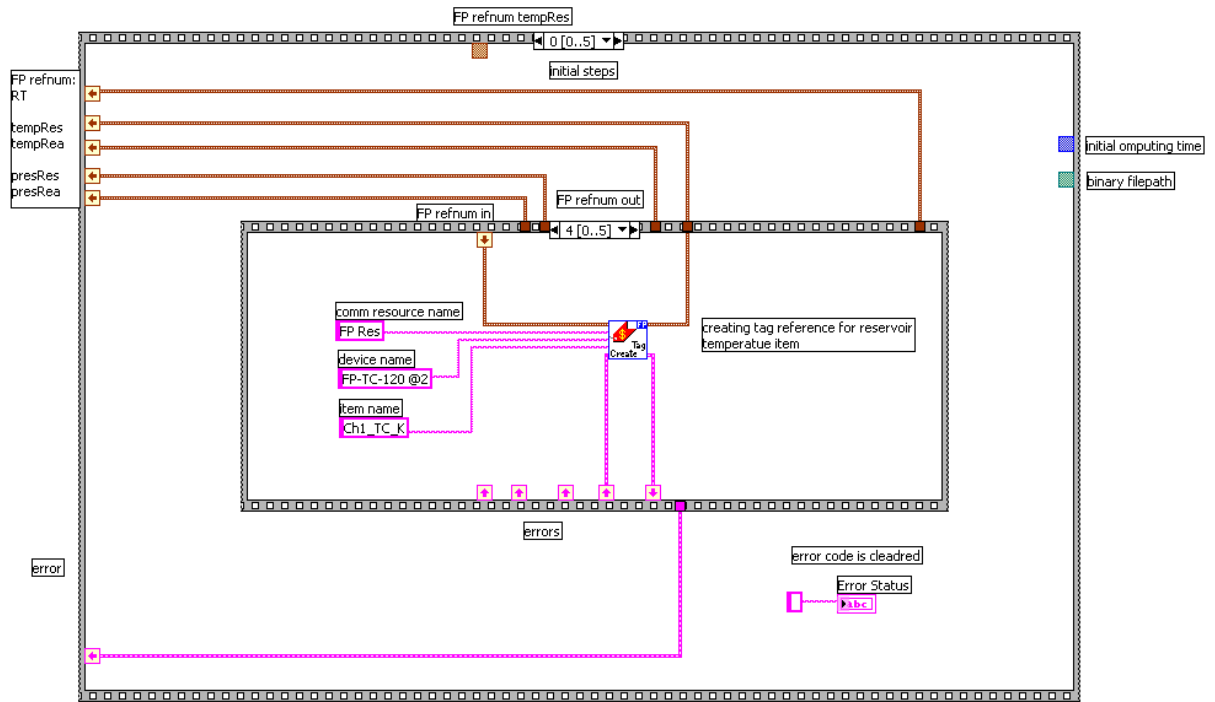 FP refnum tempRes
0 [0..5]
initial steps
FP refnum:
RT
tempRes
tempRea
presRes
presRea
initial omputing time
binary filepath
FP refnum out
FP refnum in
4 [0..5]
comm resource name
FP Res
device name
FP-TC-120 @2
item name
Ch1_TC_K
FP
$
Tag
Create
creating tag reference for reservoir
temperatue item
errors
error
error code is cleadred
Error Status
abc